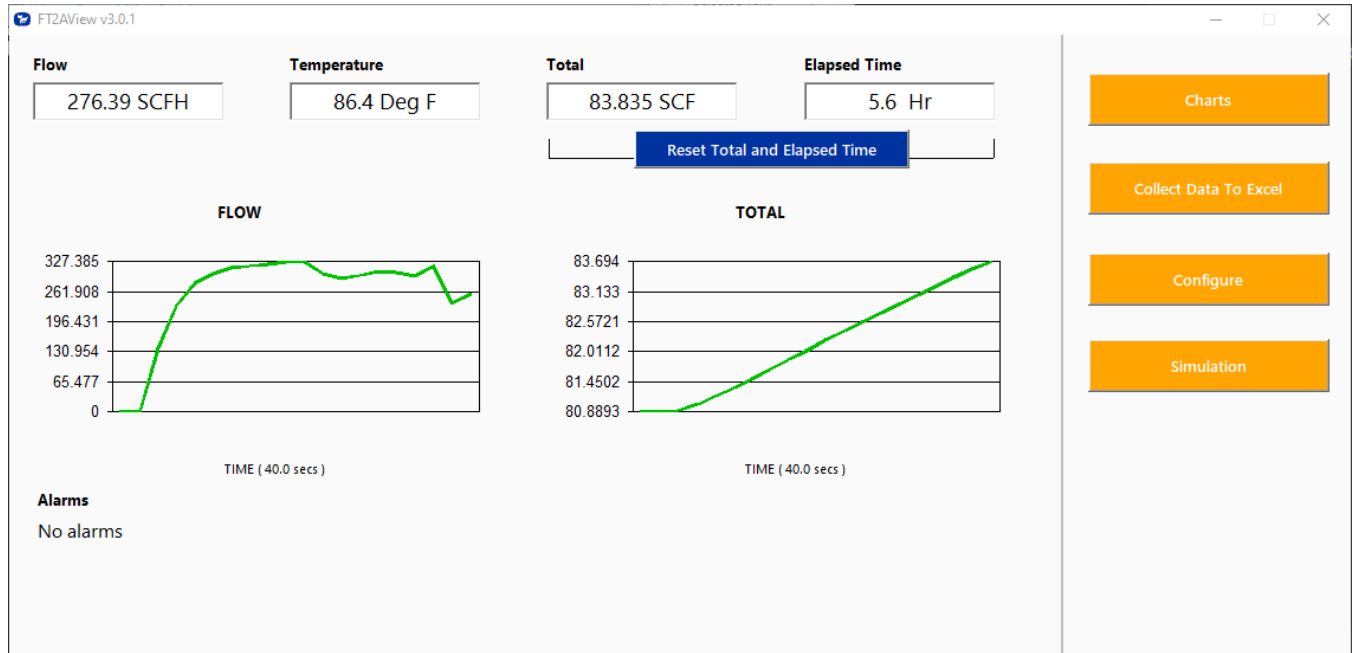 FT2AView v3.0.1
Flow
Temperature
Total
Elapsed Time
276.39 SCFH
86.4 Deg F
83.835 SCF
5.6 Hr
Reset Total and Elapsed Time
Charts
Collect Data To Excel
Configure
Simulation
FLOW
327.385
261.908
196.431
130.954
65.477
0
TIME ( 40.0 secs )
TOTAL
83.694
83.133
82.5721
82.0112
81.4502
80.8893
TIME ( 40.0 secs )
Alarms
No alarms